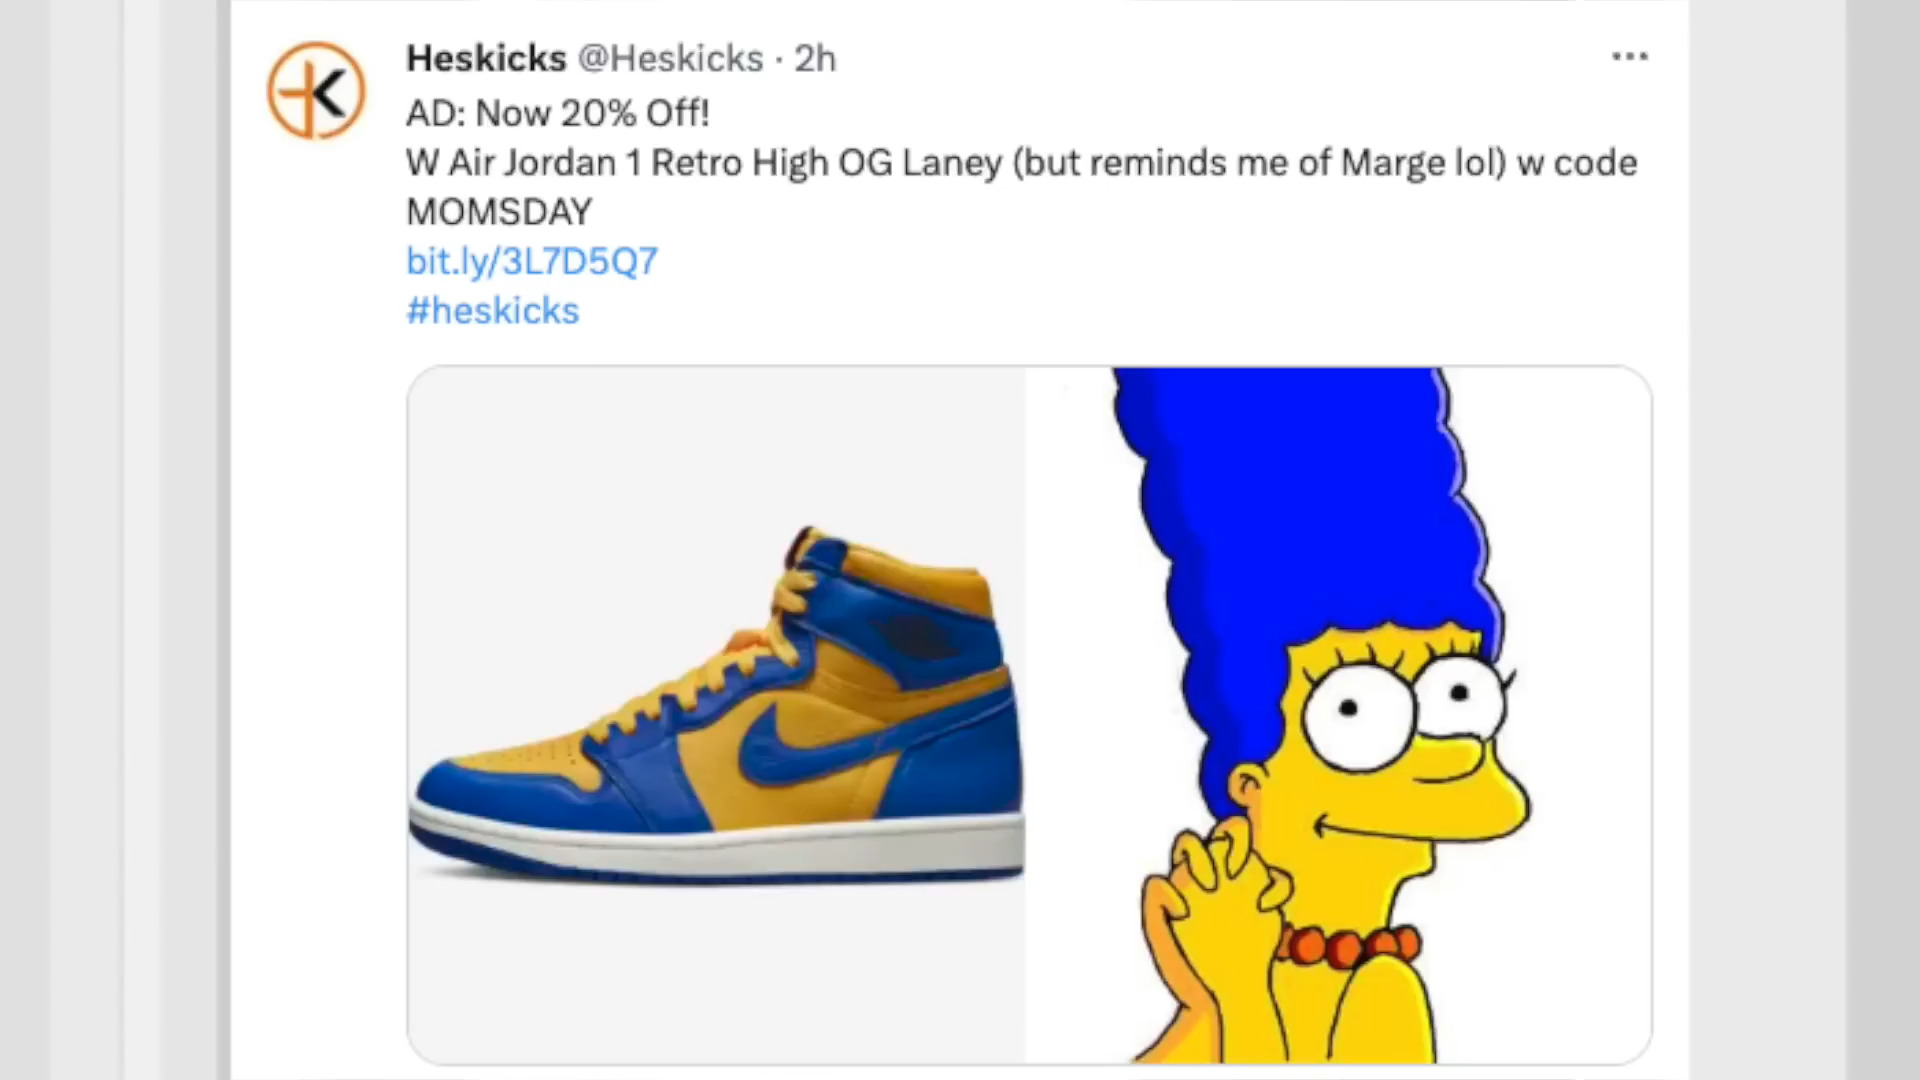 Heskicks @Heskicks · 2h
AD: Now 20% Off!
W Air Jordan 1 Retro High OG Laney (but reminds me of Marge lol) w code
MOMSDAY
bit.ly/3L7D5Q7
#heskicks